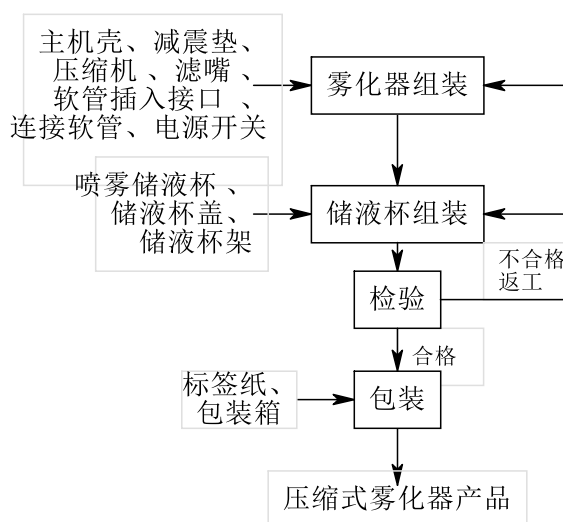 主机壳、减震垫、
压缩机 、滤嘴 、
软管插入接口 、
连接软管、电源开关
雾化器组装
喷雾储液杯 、
储液杯盖、
储液杯架
储液杯组装
不合格
返工
检验
合格
标签纸、
包装箱
包装
压缩式雾化器产品